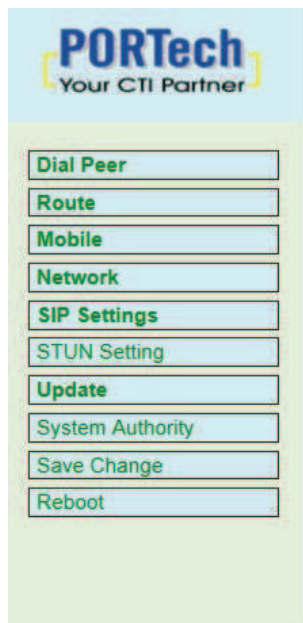 PORTech
Your CTI Partner
Dial Peer
Route
Mobile
Network
SIP Settings
STUN Setting
Update
System Authority
Save Change
Reboot